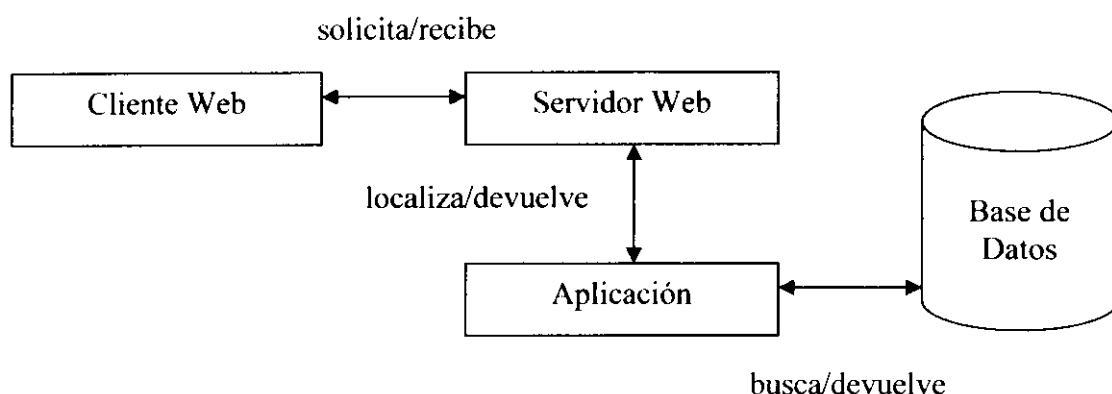 solicita/recibe
Cliente Web
Servidor Web
localiza/devuelve
Base de
Datos
Aplicación
busca/devuelve